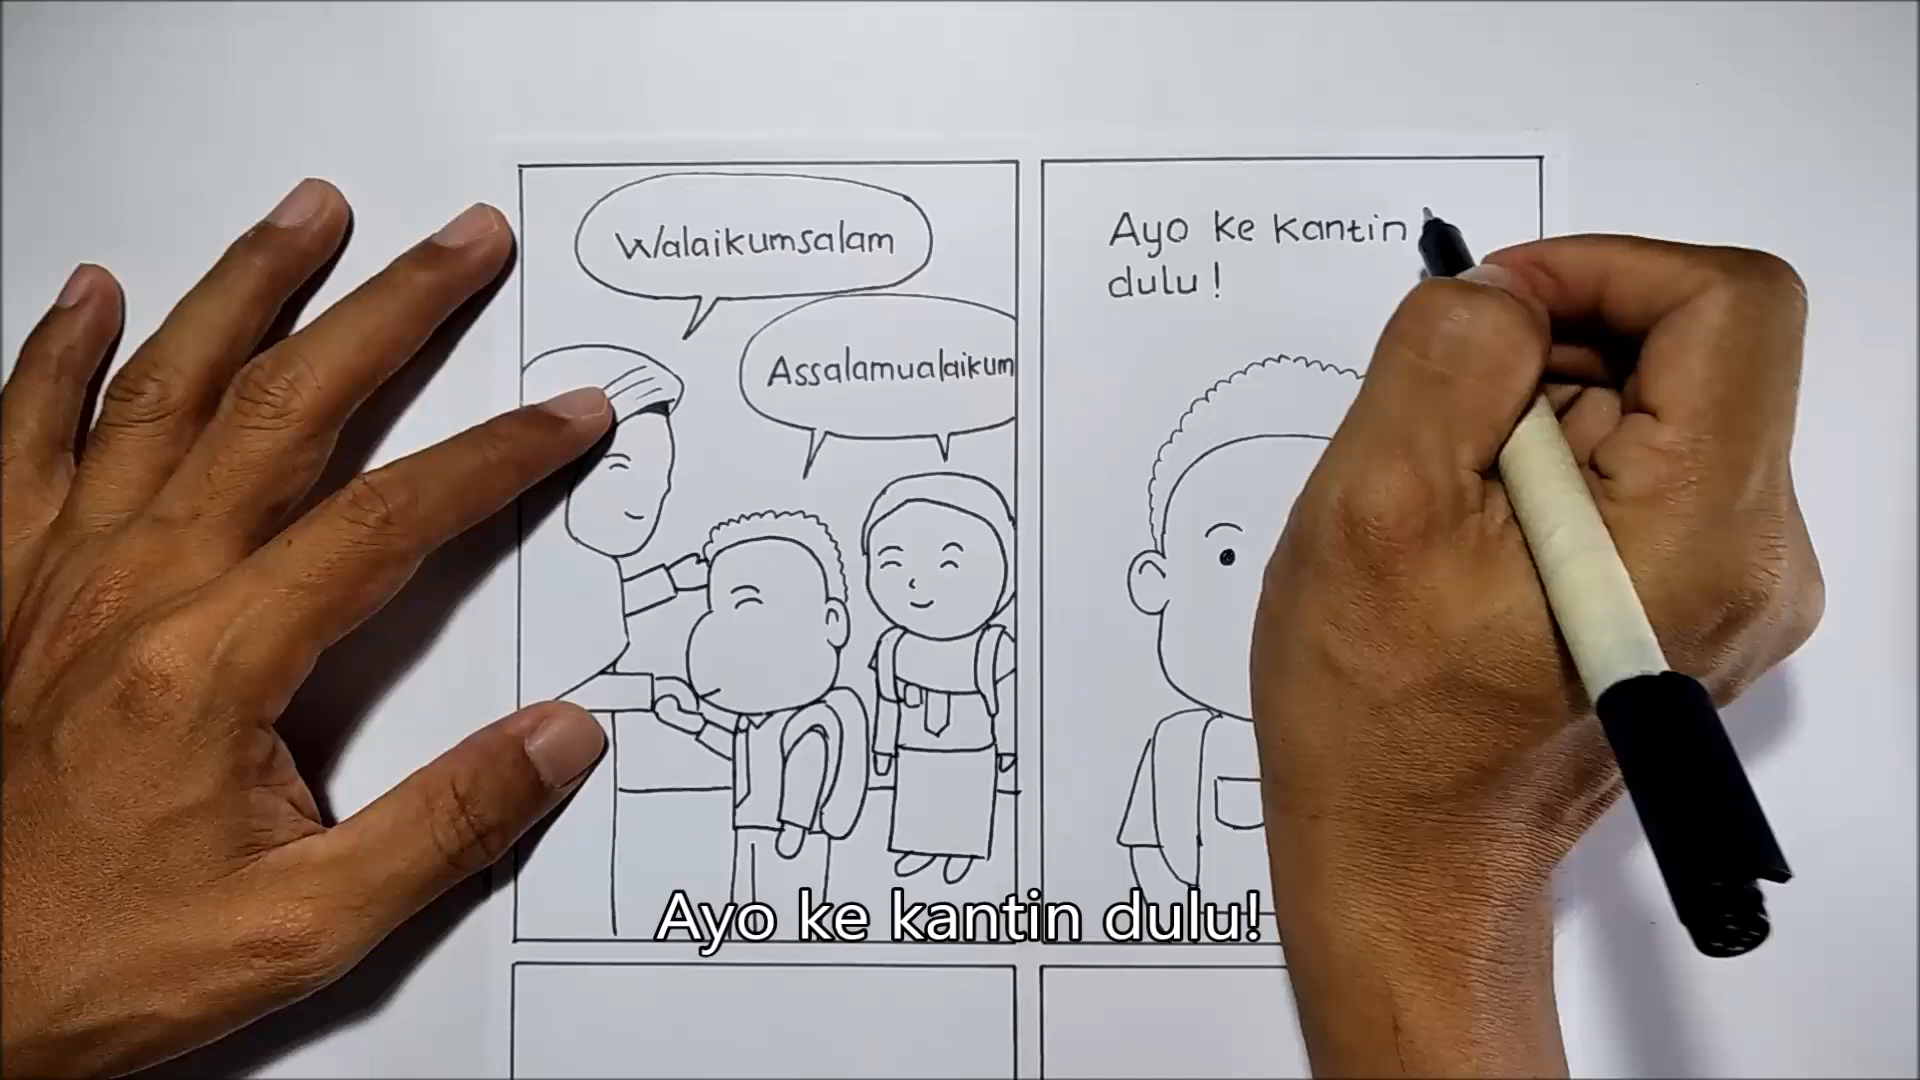 Walaikumsalam
Assalamualaikum
Ayo ke kantin
dulu!
Ayo ke kantin dulu!